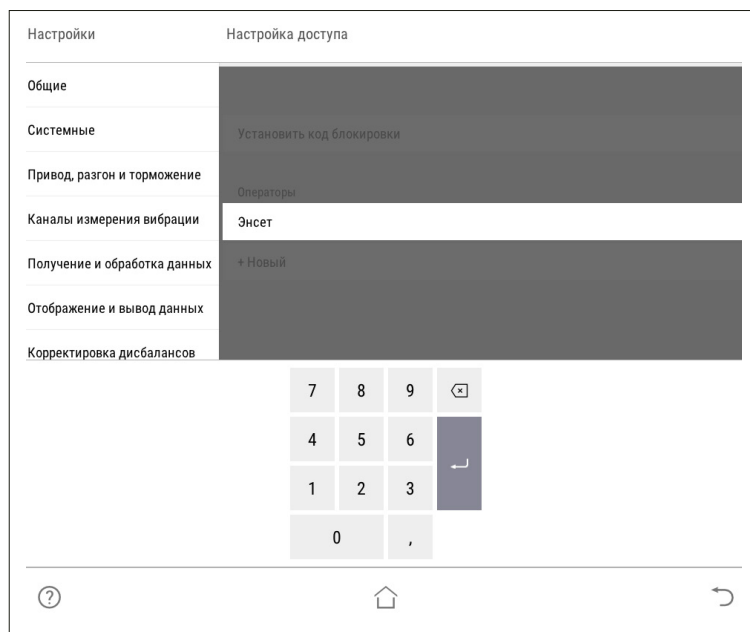 Настройки
Настройка доступа
Общие
Системные
Привод, разгон и торможение
Каналы измерения вибрации
Получение и обработка данных
Отображение и вывод данных
Корректировка дисбалансов
Установить код блокировки
Операторы
Энсет
+ Новый
7 8 9
4 5 6
1 2 3
0 ,
?